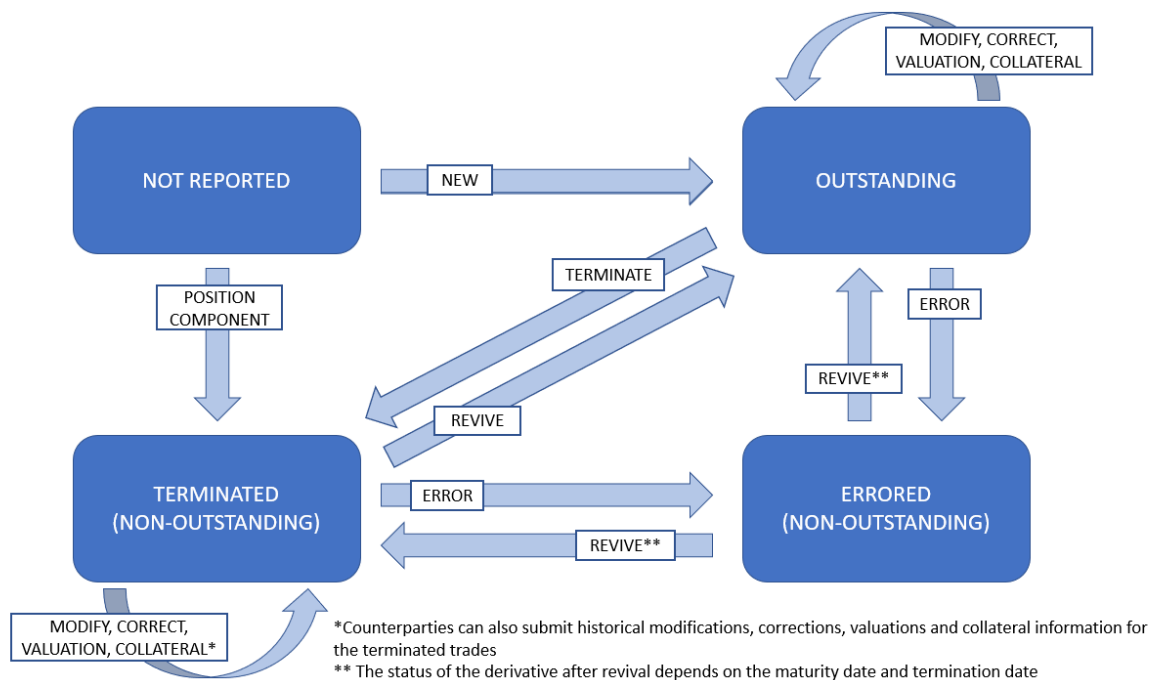 MODIFY, CORRECT,
VALUATION, COLLATERAL
NOT REPORTED
NEW
OUTSTANDING
TERMINATE
POSITION
COMPONENT
ERROR
REVIVE**
REVIVE
TERMINATED
(NON-OUTSTANDING)
ERROR
ERRORED
(NON-OUTSTANDING)
REVIVE**
MODIFY, CORRECT,
VALUATION, COLLATERAL*
*Counterparties can also submit historical modifications, corrections, valuations and collateral information for
the terminated trades
** The status of the derivative after revival depends on the maturity date and termination date